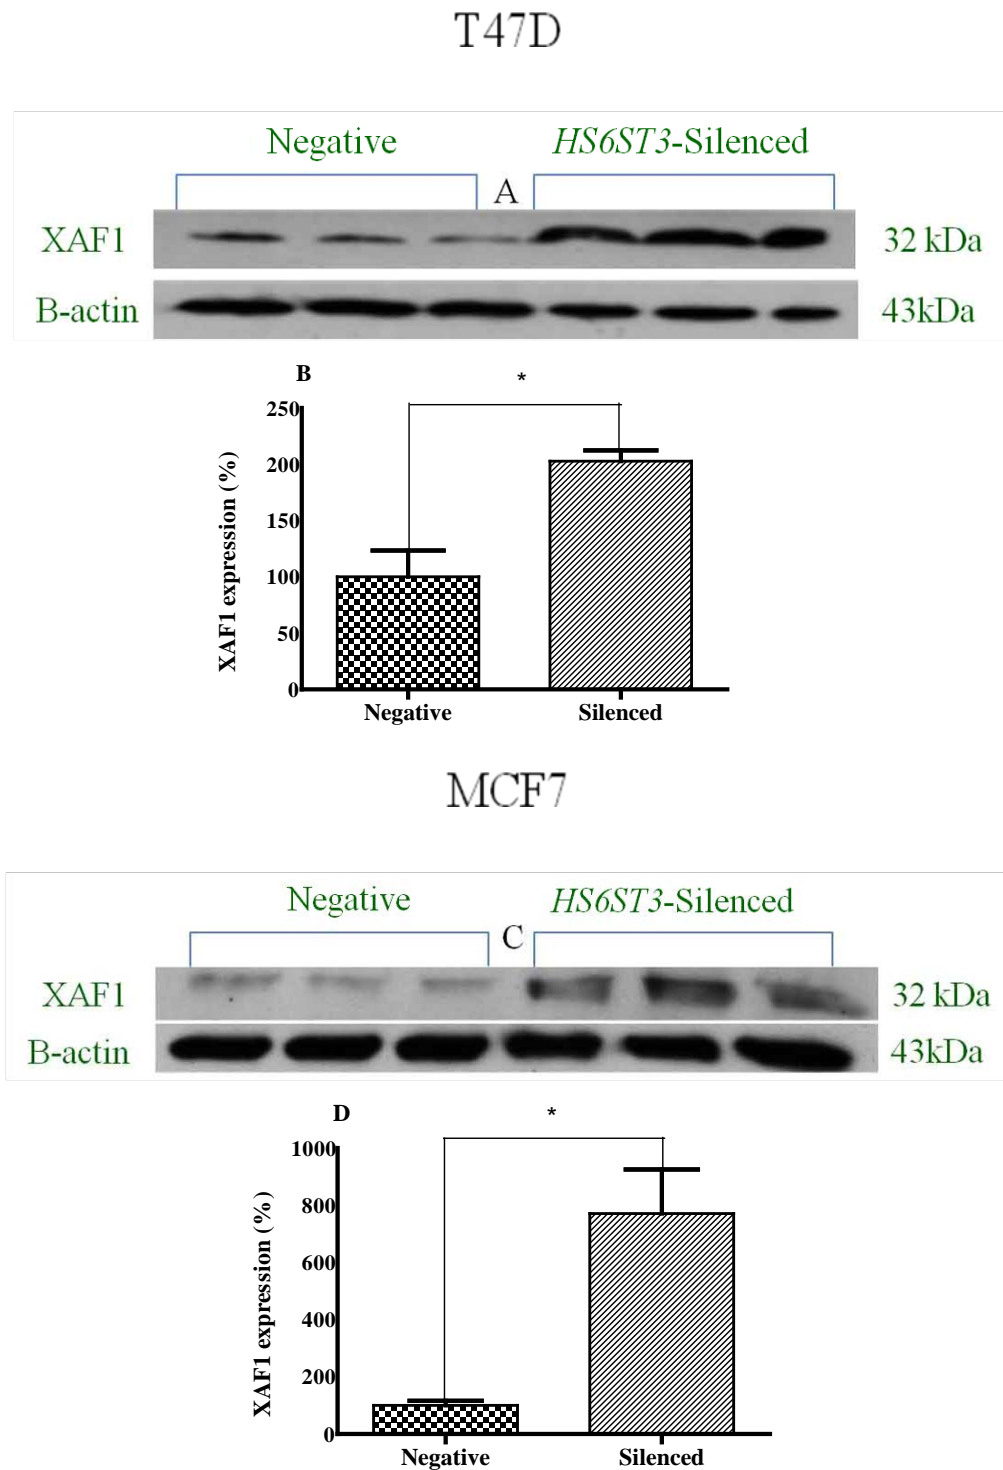 T47D
Negative HS6ST3-Silenced
A
XAF1 32 kDa
B-actin 43kDa
B *
250
200
150
100
50
0
XAF1 expression (%)
Negative Silenced
MCF7
Negative HS6ST3-Silenced
C
XAF1 32 kDa
B-actin 43kDa
D *
1000
800
600
400
200
0
XAF1 expression (%)
Negative Silenced